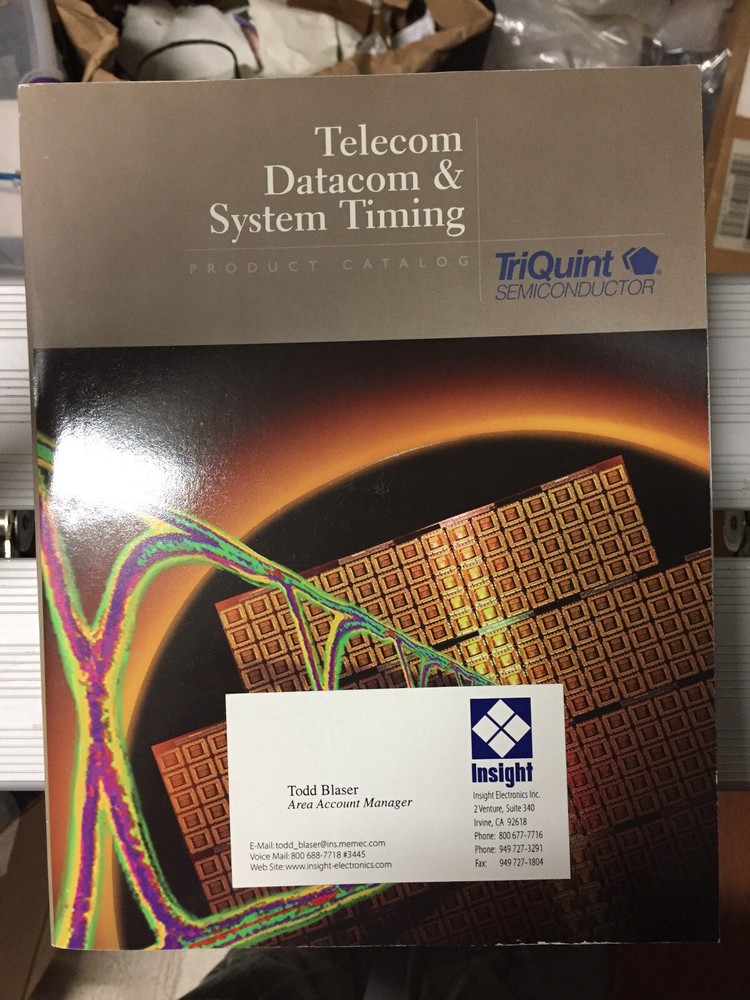 Telecom
Datacom &
System Timing
PRODUCT CATALOG
TriQuint ®
SEMICONDUCTOR
Insight
Todd Blaser
Area Account Manager
E-Mail: todd_blaser@ins.memec.com
Voice Mail: 800 688-7718 #3445
Web Site: www.insight-electronics.com
Insight Electronics Inc.
2 Venture, Suite 340
Irvine, CA 92618
Phone: 800 677-7716
Phone: 949 727-3291
Fax: 949 727-1804